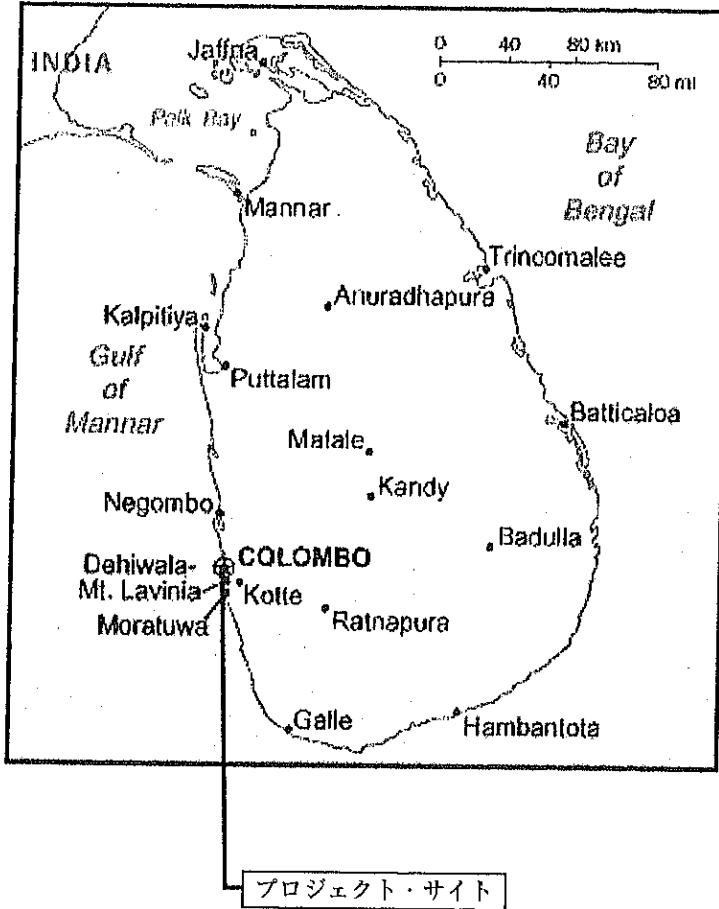 Jaffna
INDIA
0 40 80 km
0 40 80 mi
Palk Bay
Bay
of
Bengal
Mannar
Trincomalee
Anuradhapura
Kalpitiya
Gulf
of
Mannar
Puttalam
Batticaloa
Matale
Kandy
Negombo
Badulla
Dehiwala-
Mt. Lavinia
COLOMBO
Kotte
Moratuwa
Ratnapura
Galle
Hambantota
プロジェクト・サイト